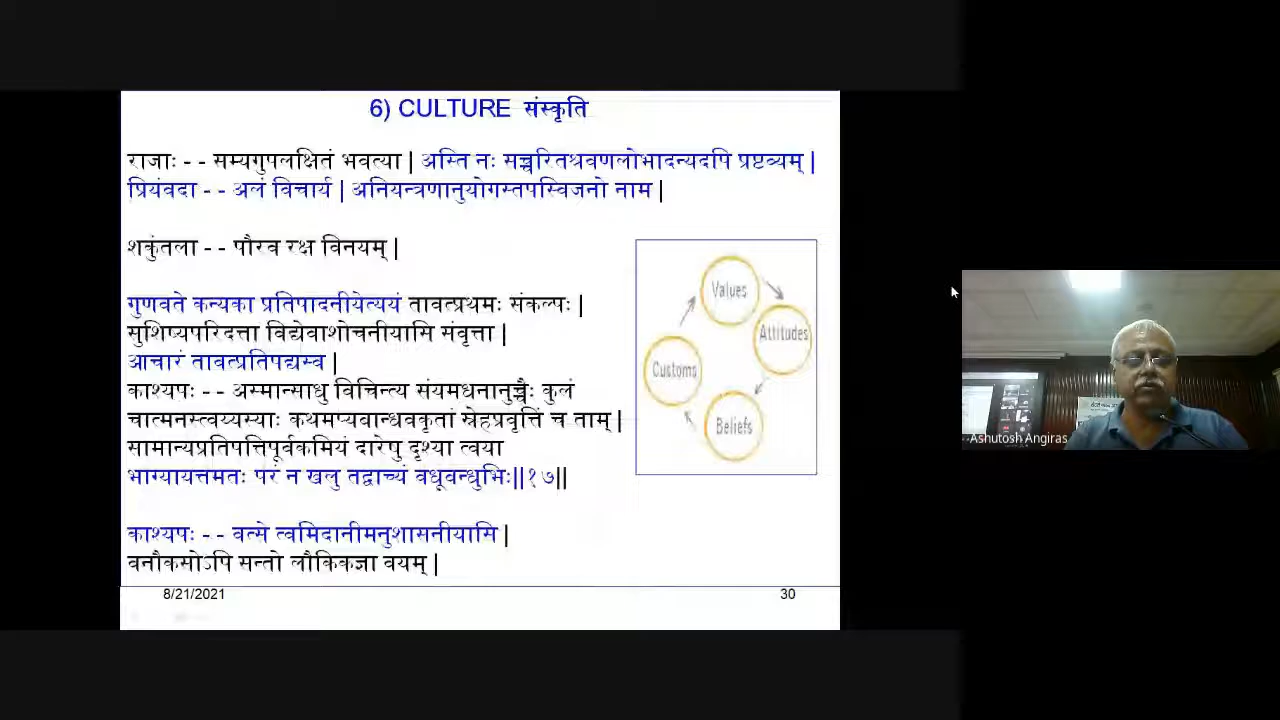 6) CULTURE संस्कृति
राजाः - - सम्यगुपलक्षितं भवत्या | अस्ति नः सच्चरितश्रवणलोभादन्यदपि प्रष्टव्यम् |
प्रियंवदा - - अलं विचार्य | अनियन्त्रणानुयोगस्तपस्विजनो नाम |
शकुंतला - - पौरव रक्ष विनयम् |
गुणवते कन्यका प्रतिपादनीयेत्ययं तावत्प्रथमः संकल्पः |
सुशिष्यपरिदत्ता विद्येवाशोचनीयासि संवृत्ता |
आचारं तावत्प्रतिपद्यस्व |
काश्यपः - - अस्मान्साधु विचिन्त्य संयमधनानुच्चैः कुलं
चात्मनस्त्वय्यस्याः कथमप्यबान्धवकृतां स्नेहप्रवृत्तिं च ताम् |
सामान्यप्रतिपत्तिपूर्वकमियं दारेषु दृश्या त्वया
भाग्यायत्तमतः परं न खलु तद्वाच्यं वधूबन्धुभिः||१७||
काश्यपः - - वत्से त्वमिदानीमनुशासनीयासि |
वनौकसोऽपि सन्तो लौकिकज्ञा वयम् |
Values
Attitudes
Customs
Beliefs
8/21/2021
30
Ashutosh Angiras